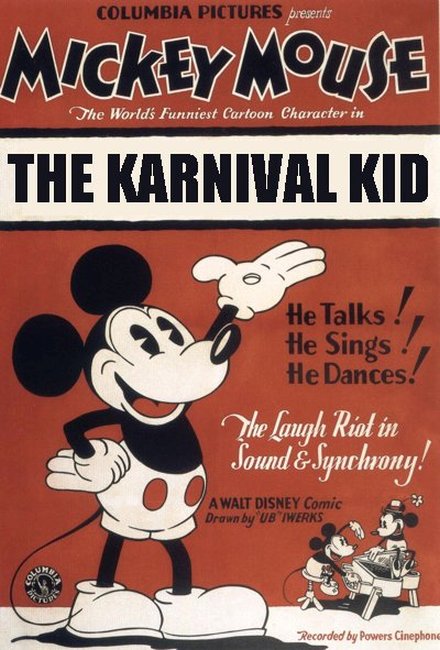 COLUMBIA PICTURES presents
MICKEY MOUSE
The World's Funniest Cartoon Character in
THE KARNIVAL KID
He Talks!
He Sings!
He Dances!
The Laugh Riot in
Sound & Synchrony!
A WALT DISNEY Comic
Drawn by "UB" IWERKS
COLUMBIA
PICTURES
Recorded by Powers Cinephone